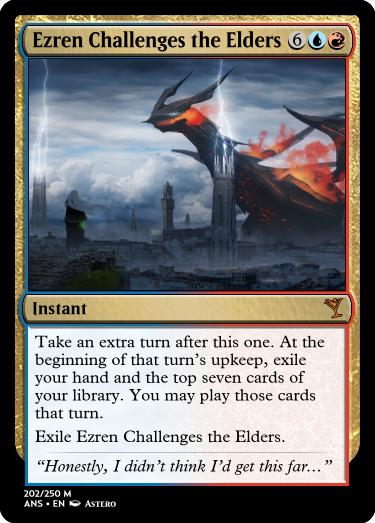 Ezren Challenges the Elders 6
Instant
Take an extra turn after this one. At the
beginning of that turn's upkeep, exile
your hand and the top seven cards of
your library. You may play those cards
that turn.
Exile Ezren Challenges the Elders.
“Honestly, I didn’t think I’d get this far…”
202/250 M
ANS • EN Astero